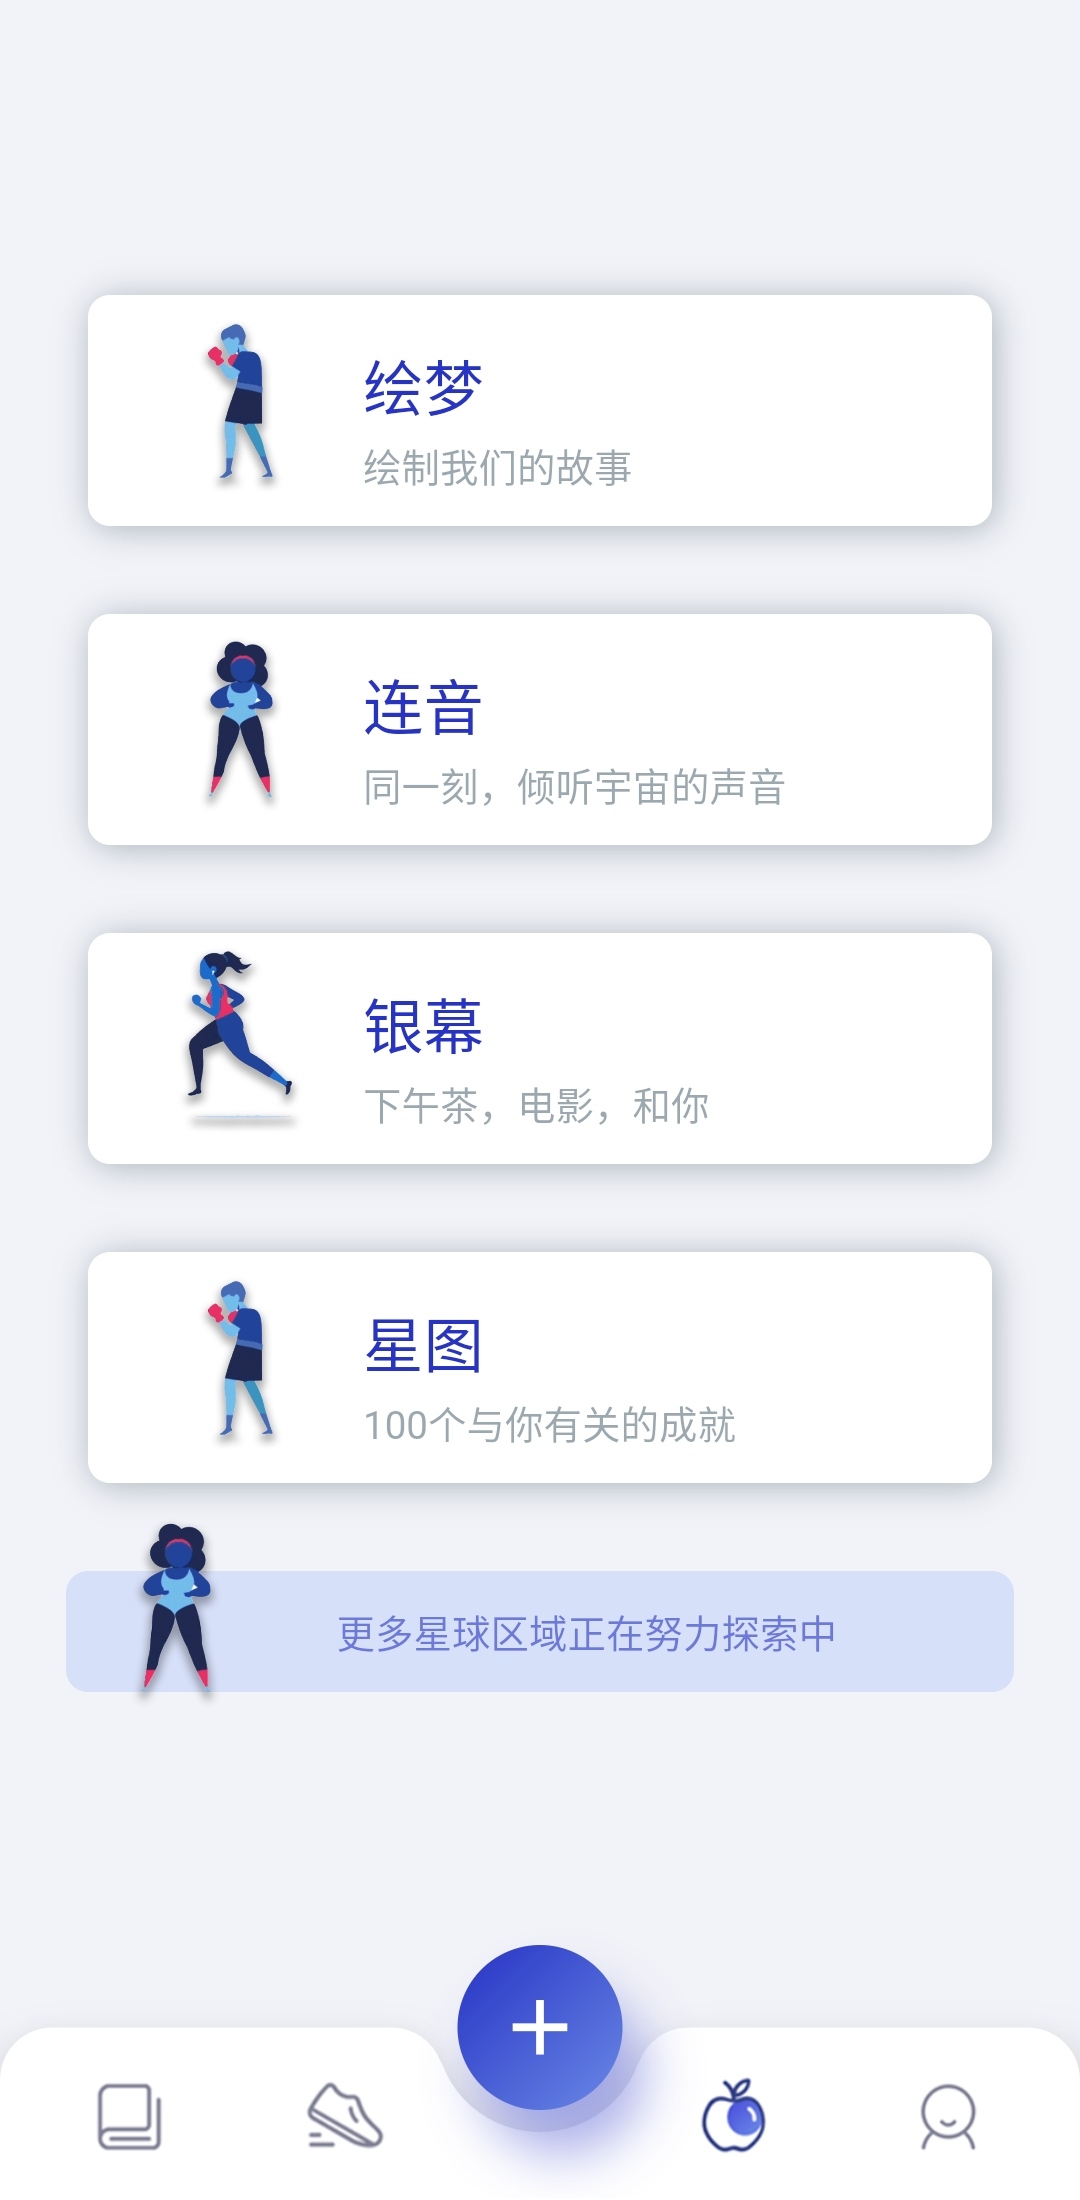 绘梦
绘制我们的故事
连音
同一刻，倾听宇宙的声音
银幕
下午茶，电影，和你
星图
100个与你有关的成就
更多星球区域正在努力探索中